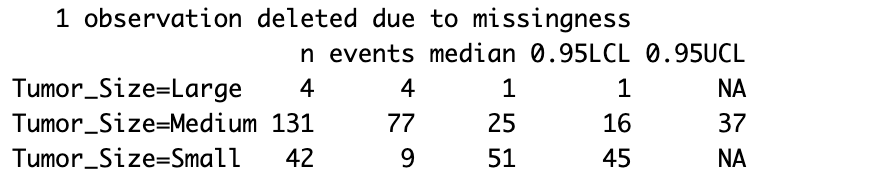 1 observation deleted due to missingness
n events median 0.95LCL 0.95UCL
Tumor_Size=Large 4 4 1 1 NA
Tumor_Size=Medium 131 77 25 16 37
Tumor_Size=Small 42 9 51 45 NA